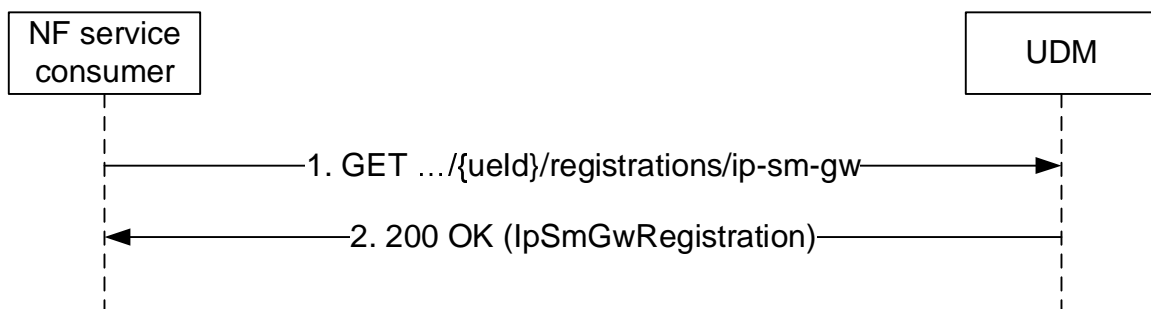 NF service
consumer
UDM
1. GET …/{ueId}/registrations/ip-sm-gw
2. 200 OK (IpSmGwRegistration)